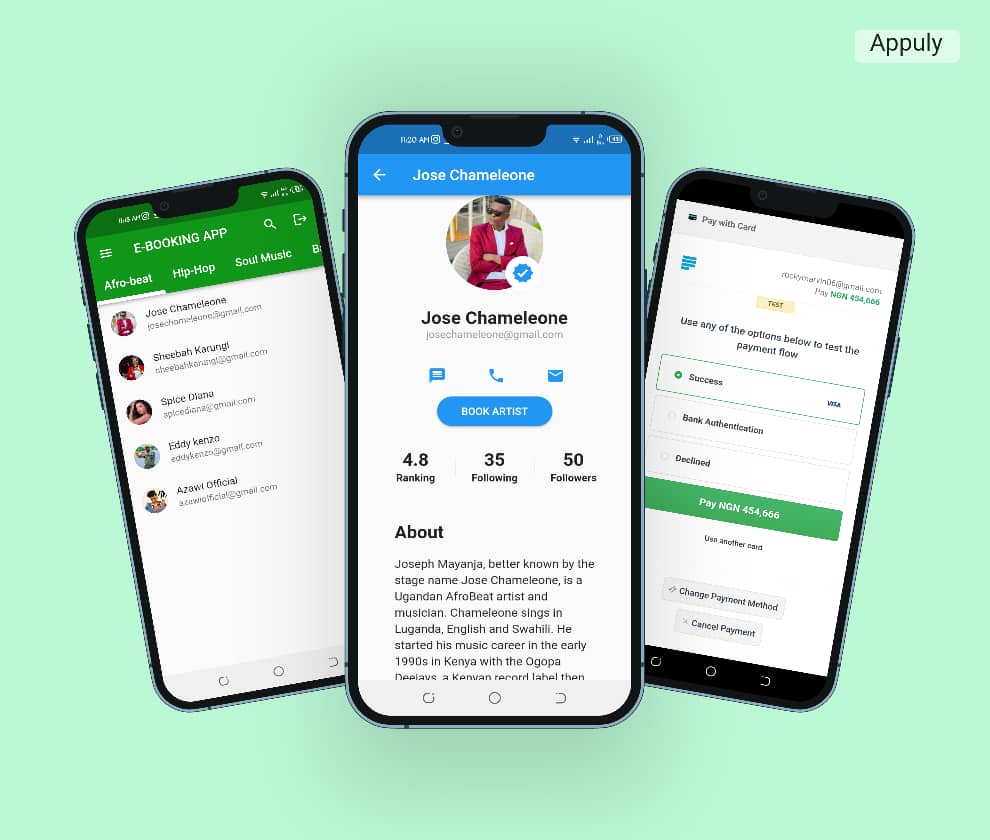 Appuly
11:15 AM
E-BOOKING APP
Afro-beat
Hip-Hop
Soul Music
Jose Chameleone
josechameleone@gmail.com
Sheebah Karungi
sheebahkarungi@gmail.com
Spice Diana
spicediana@gmail.com
Eddy kenzo
eddykenzo@gmail.com
Azawi Official
azawiofficial@gmail.com
11:20 AM
Jose Chameleone
Jose Chameleone
josechameleone@gmail.com
BOOK ARTIST
4.8 35 50
Ranking Following Followers
About
Joseph Mayanja, better known by the
stage name Jose Chameleone, is a
Ugandan AfroBeat artist and
musician. Chameleone sings in
Luganda, English and Swahili. He
started his music career in the early
1990s in Kenya with the Ogopa
Deejays, a Kenyan record label then
Pay with Card
rockymarvin06@gmail.com
Pay NGN 454,666
TEST
Use any of the options below to test the
payment flow
Success
VISA
Bank Authentication
Declined
Pay NGN 454,666
Use another card
Change Payment Method
Cancel Payment